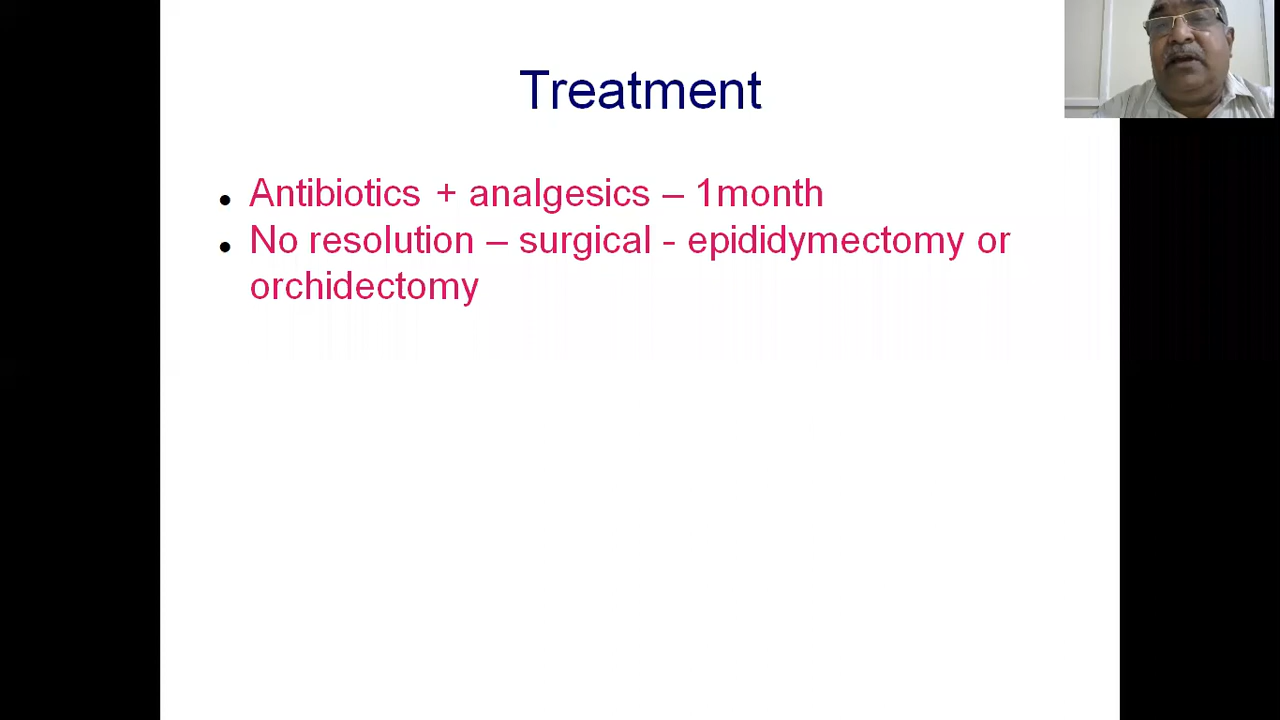 Treatment
• Antibiotics + analgesics – 1month
• No resolution – surgical - epididymectomy or
orchidectomy